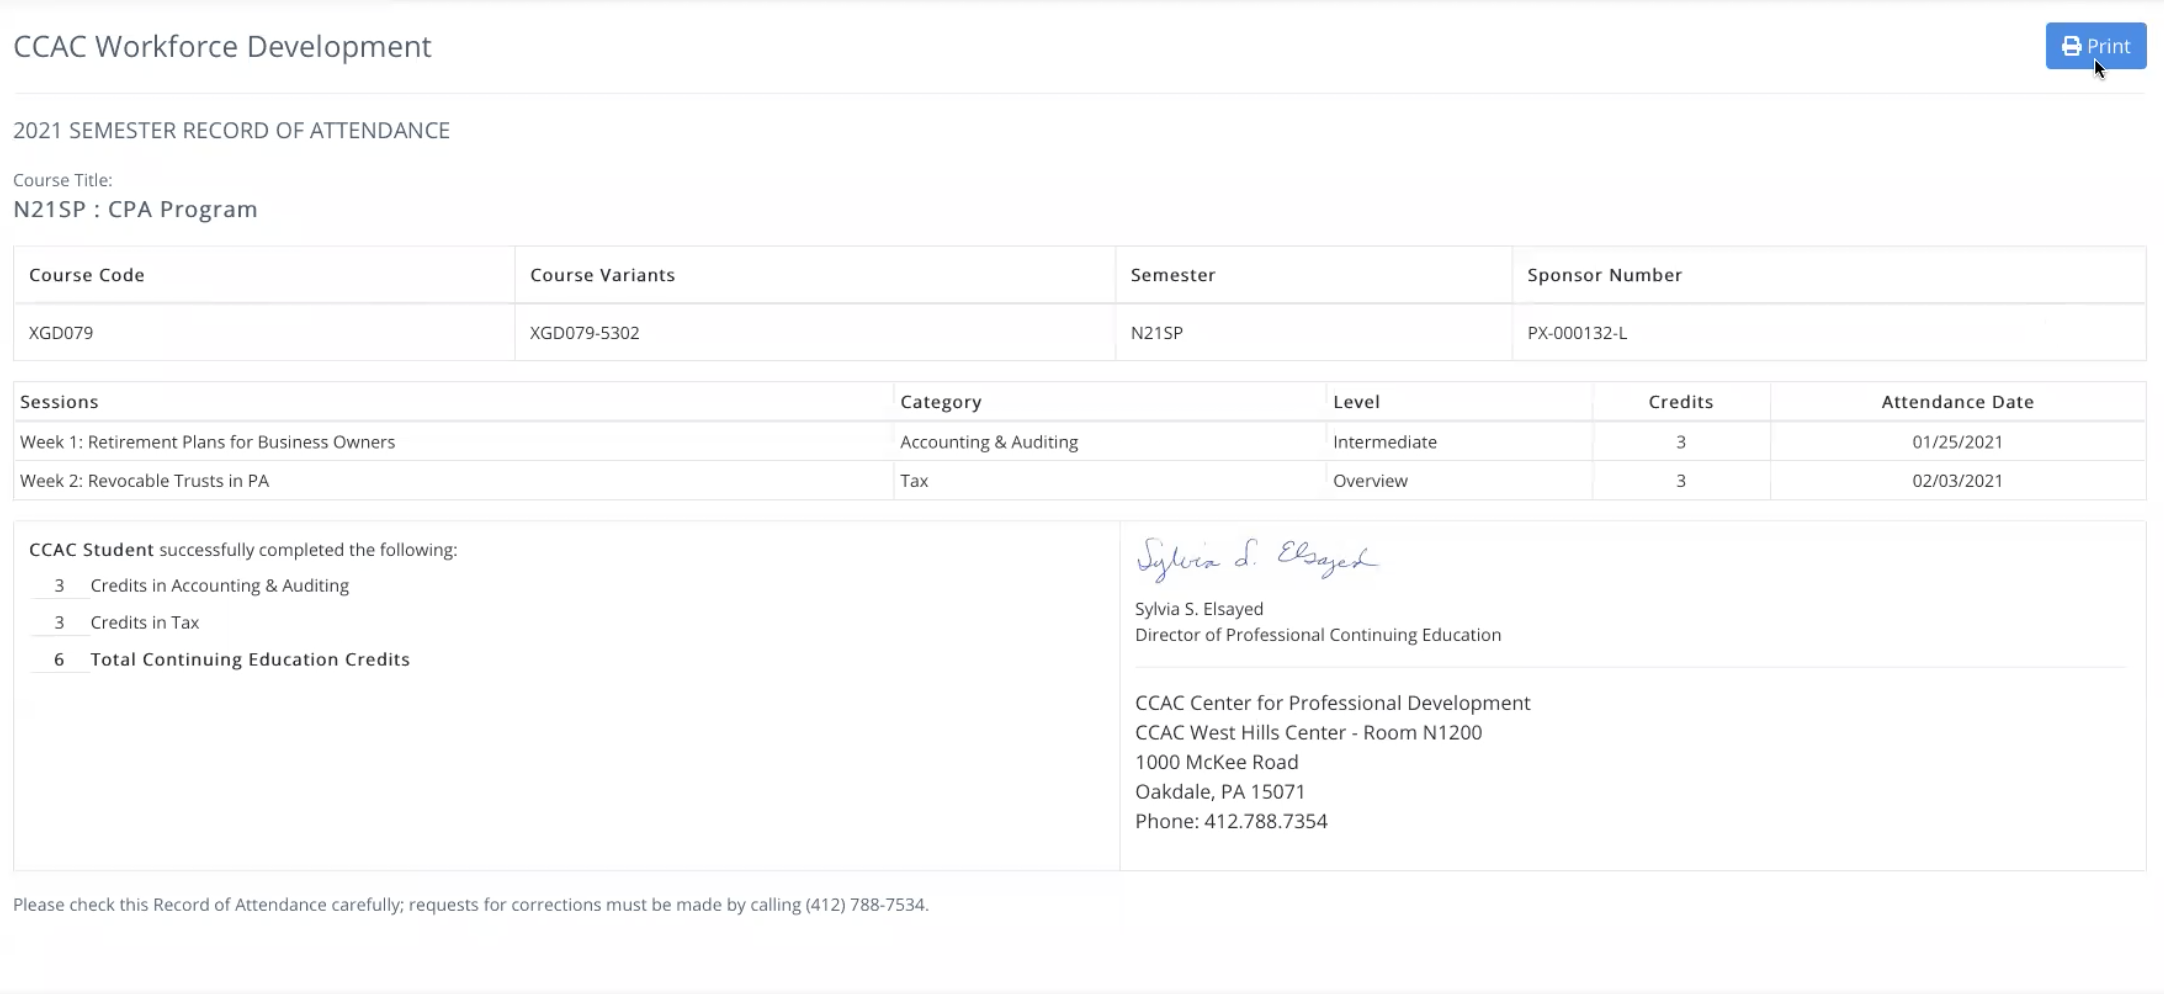 CCAC Workforce Development
Print
2021 SEMESTER RECORD OF ATTENDANCE
Course Title:
N21SP : CPA Program
Course Code Course Variants Semester Sponsor Number
XGD079 XGD079-5302 N21SP PX-000132-L
Sessions Category Level Credits Attendance Date
Week 1: Retirement Plans for Business Owners Accounting & Auditing Intermediate 3 01/25/2021
Week 2: Revocable Trusts in PA Tax Overview 3 02/03/2021
CCAC Student successfully completed the following:
3 Credits in Accounting & Auditing
3 Credits in Tax
6 Total Continuing Education Credits
Sylvia S. Elsayed
Sylvia S. Elsayed
Director of Professional Continuing Education
CCAC Center for Professional Development
CCAC West Hills Center - Room N1200
1000 McKee Road
Oakdale, PA 15071
Phone: 412.788.7354
Please check this Record of Attendance carefully; requests for corrections must be made by calling (412) 788-7534.